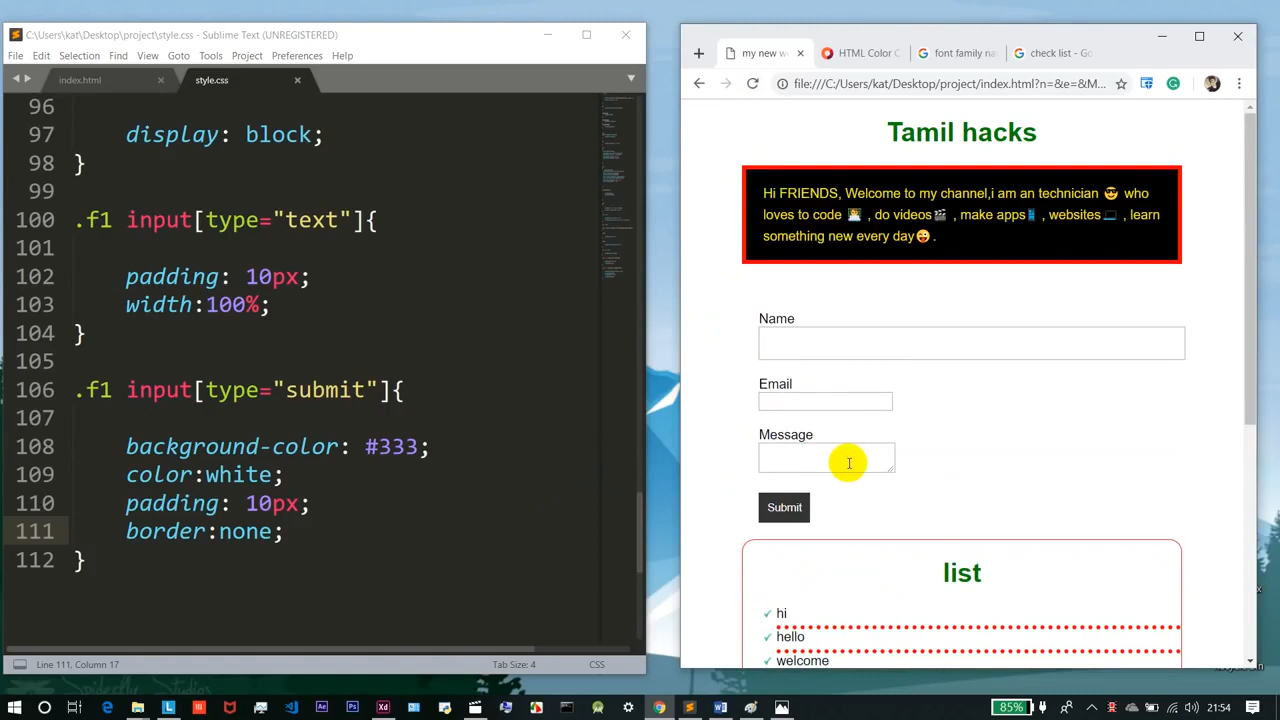 C:\Users\kat\Desktop\project\style.css - Sublime Text (UNREGISTERED)
File Edit Selection Find View Goto Tools Project Preferences Help
index.html
style.css
96
97 display: block;
98 }
99
100 .f1 input[type="text"]{
101
102 padding: 10px;
103 width:100%;
104 }
105
106 .f1 input[type="submit"]{
107
108 background-color: #333;
109 color:white;
110 padding: 10px;
111 border:none;
112 }
Line 111, Column 17
Tab Size: 4
CSS
my new w
HTML Color C
font family na
check list - Go
file:///C:/Users/kat/Desktop/project/index.html?n=&e=&M...
Tamil hacks
Hi FRIENDS, Welcome to my channel,i am an technician 😎 who
loves to code 👨‍💻 , do videos🎬 , make apps📱 , websites💻 , learn
something new every day😜 .
Name
Email
Message
Submit
list
hi
hello
welcome
85%
21:54